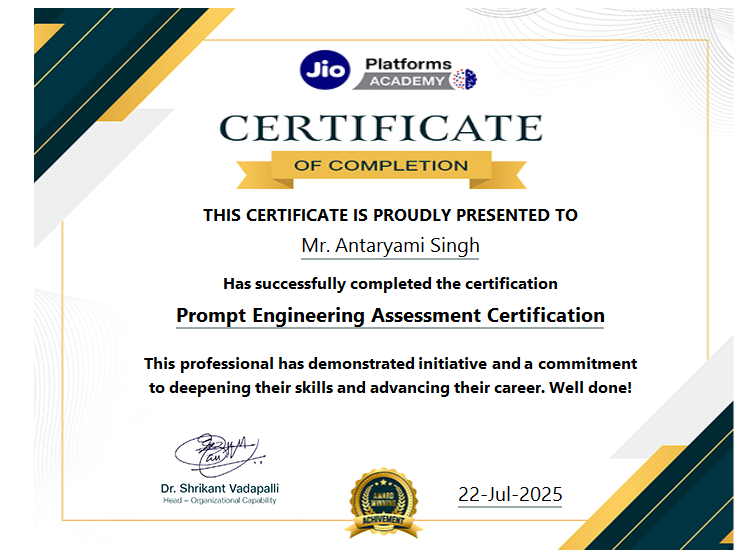 Jio
Platforms
ACADEMY
CERTIFICATE
OF COMPLETION
THIS CERTIFICATE IS PROUDLY PRESENTED TO
Mr. Antaryami Singh
Has successfully completed the certification
Prompt Engineering Assessment Certification
This professional has demonstrated initiative and a commitment
to deepening their skills and advancing their career. Well done!
Dr. Shrikant Vadapalli
Head – Organizational Capability
AWARD
WINNING
ACHIVEMENT
22-Jul-2025